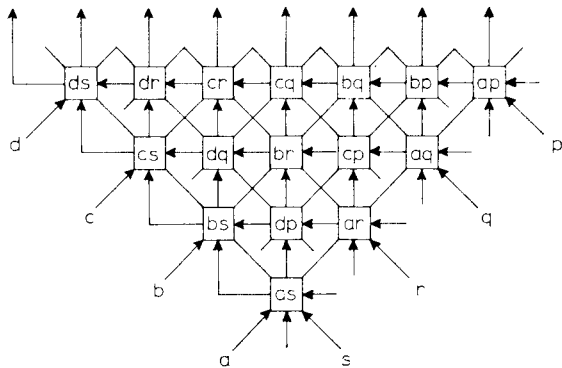 ds dr cr cq bq bp ap
d p
cs dq br cp aq
c q
bs dp ar
b r
as
a s